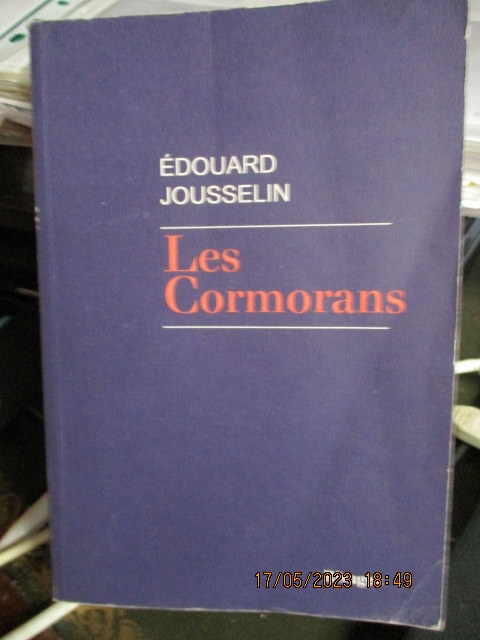 ÉDOUARD
JOUSSELIN
Les
Cormorans
17/05/2023 18:49